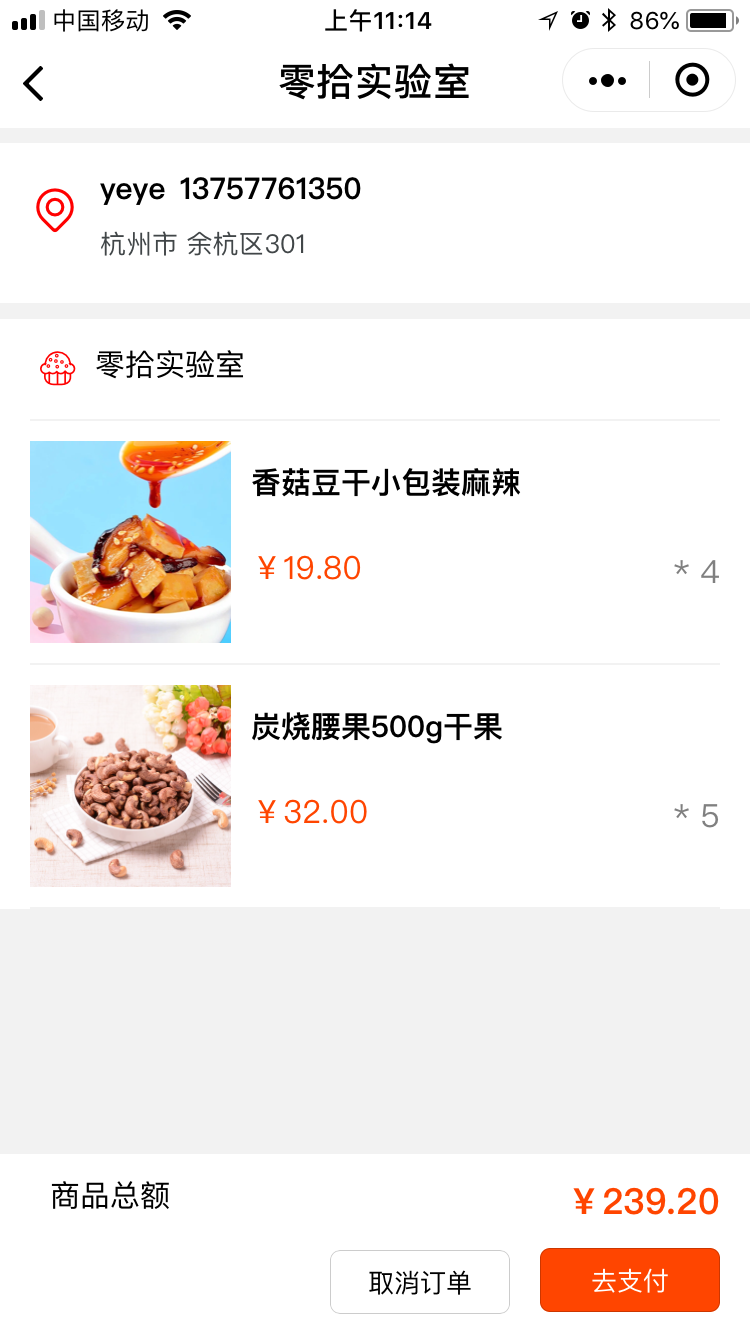 中国移动 上午11:14 86%
零拾实验室
yeye 13757761350
杭州市 余杭区301
零拾实验室
香菇豆干小包装麻辣
¥ 19.80 * 4
炭烧腰果500g干果
¥ 32.00 * 5
商品总额 ¥ 239.20
取消订单 去支付